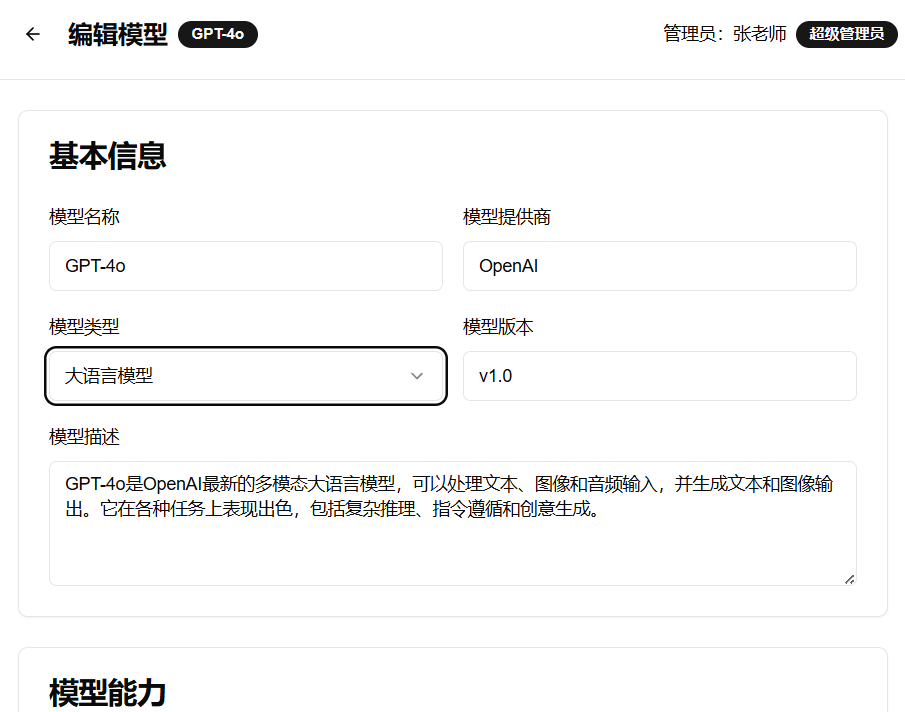 编辑模型 GPT-4o 管理员：张老师 超级管理员
基本信息
模型名称 模型提供商
GPT-4o OpenAI
模型类型 模型版本
大语言模型 v1.0
模型描述
GPT-4o是OpenAI最新的多模态大语言模型，可以处理文本、图像和音频输入，并生成文本和图像输
出。它在各种任务上表现出色，包括复杂推理、指令遵循和创意生成。
模型能力